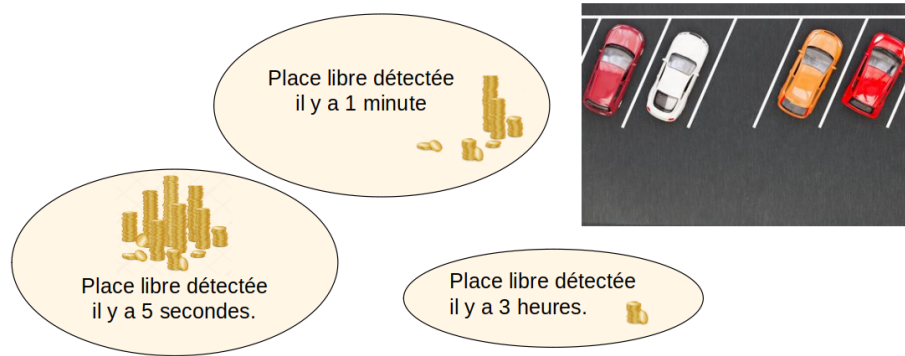 Place libre détectée
il y a 1 minute
Place libre détectée
il y a 5 secondes.
Place libre détectée
il y a 3 heures.